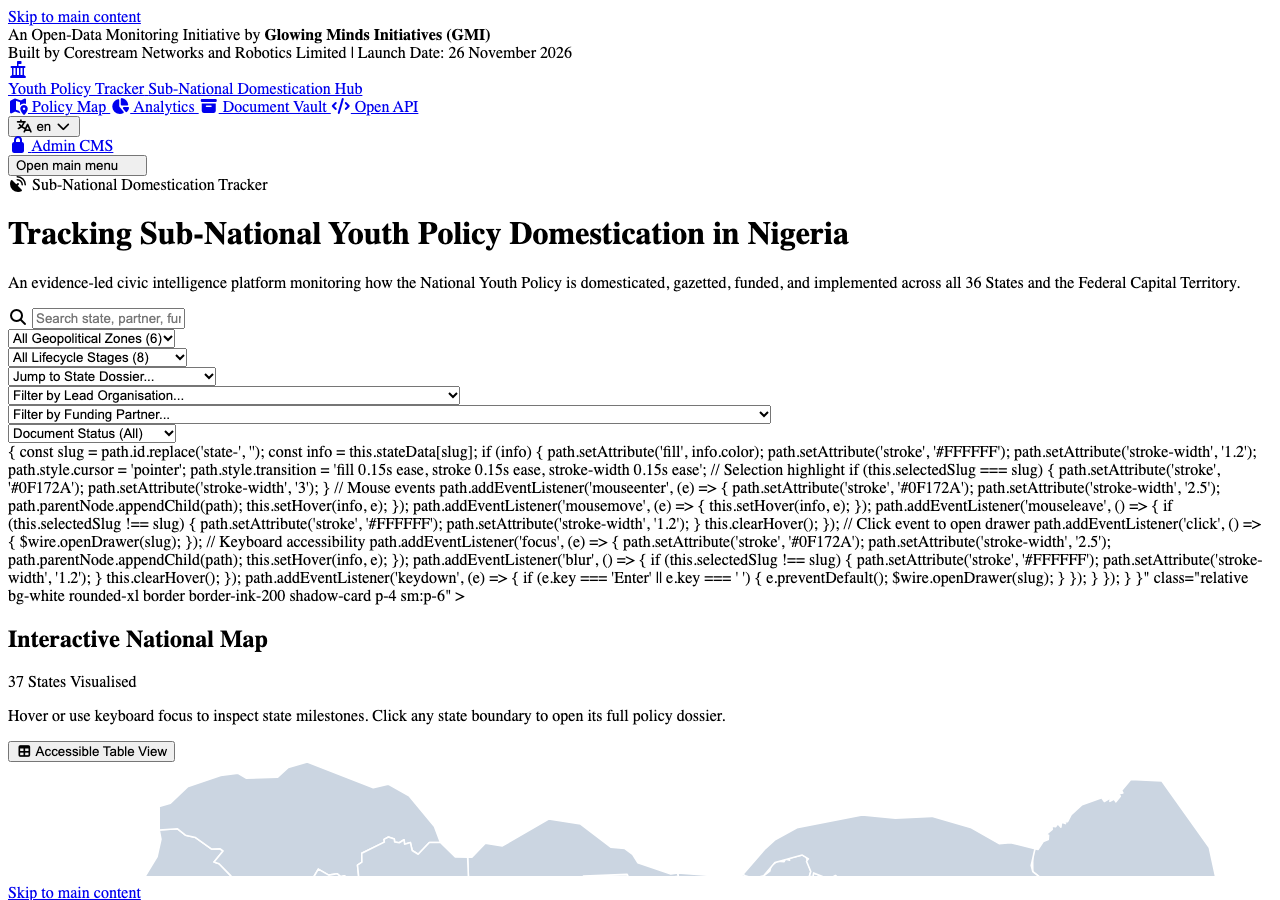 Skip to main content
An Open-Data Monitoring Initiative by Glowing Minds Initiatives (GMI)
Built by Corestream Networks and Robotics Limited | Launch Date: 26 November 2026
Youth Policy Tracker Sub-National Domestication Hub
Policy Map Analytics Document Vault Open API
en
Admin CMS
Open main menu
Sub-National Domestication Tracker
Tracking Sub-National Youth Policy Domestication in Nigeria
An evidence-led civic intelligence platform monitoring how the National Youth Policy is domesticated, gazetted, funded, and implemented across all 36 States and the Federal Capital Territory.
Search state, partner, fur
All Geopolitical Zones (6)
All Lifecycle Stages (8)
Jump to State Dossier...
Filter by Lead Organisation...
Filter by Funding Partner...
Document Status (All)
{ const slug = path.id.replace('state-', ''); const info = this.stateData[slug]; if (info) { path.setAttribute('fill', info.color); path.setAttribute('stroke', '#FFFFFF'); path.setAttribute('stroke-width', '1.2');
path.style.cursor = 'pointer'; path.style.transition = 'fill 0.15s ease, stroke 0.15s ease, stroke-width 0.15s ease'; // Selection highlight if (this.selectedSlug === slug) { path.setAttribute('stroke',
'#0F172A'); path.setAttribute('stroke-width', '3'); } // Mouse events path.addEventListener('mouseenter', (e) => { path.setAttribute('stroke', '#0F172A'); path.setAttribute('stroke-width', '2.5');
path.parentNode.appendChild(path); this.setHover(info, e); }); path.addEventListener('mousemove', (e) => { this.setHover(info, e); }); path.addEventListener('mouseleave', () => { if
(this.selectedSlug !== slug) { path.setAttribute('stroke', '#FFFFFF'); path.setAttribute('stroke-width', '1.2'); } this.clearHover(); }); // Click event to open drawer path.addEventListener('click', () =>
{ $wire.openDrawer(slug); }); // Keyboard accessibility path.addEventListener('focus', (e) => { path.setAttribute('stroke', '#0F172A'); path.setAttribute('stroke-width', '2.5');
path.parentNode.appendChild(path); this.setHover(info, e); }); path.addEventListener('blur', () => { if (this.selectedSlug !== slug) { path.setAttribute('stroke', '#FFFFFF'); path.setAttribute('stroke-
width', '1.2'); } this.clearHover(); }); path.addEventListener('keydown', (e) => { if (e.key === 'Enter' || e.key === ' ') { e.preventDefault(); $wire.openDrawer(slug); } }); } }); } }" class="relative
bg-white rounded-xl border border-ink-200 shadow-card p-4 sm:p-6" >
Interactive National Map
37 States Visualised
Hover or use keyboard focus to inspect state milestones. Click any state boundary to open its full policy dossier.
Accessible Table View
Skip to main content